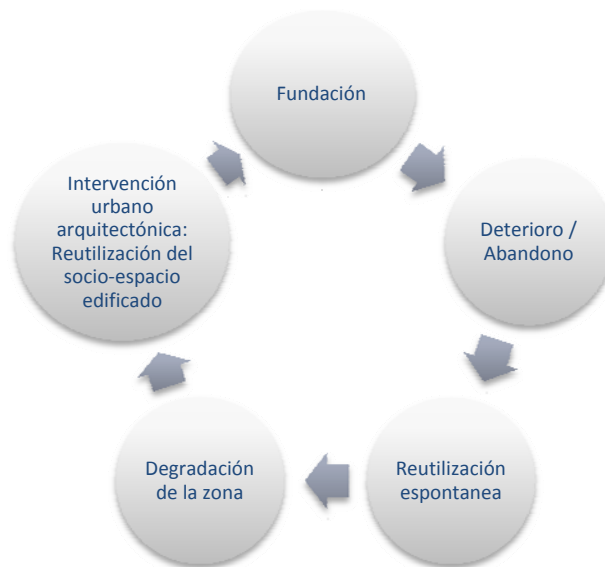 Fundación
Deterioro /
Abandono
Reutilización
espontanea
Degradación
de la zona
Intervención
urbano
arquitectónica:
Reutilización del
socio-espacio
edificado